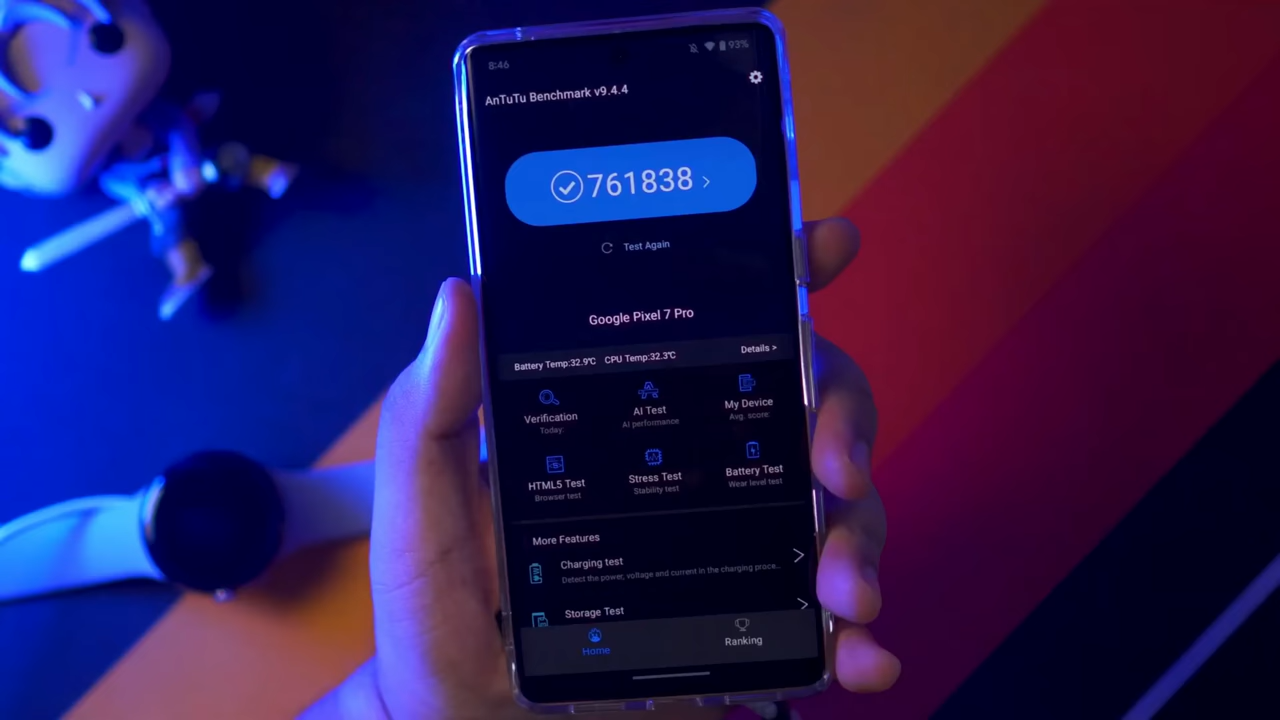 8:46
93%
AnTuTu Benchmark v9.4.4
761838 >
Test Again
Google Pixel 7 Pro
Battery Temp:32.9℃ CPU Temp:32.3℃ Details >
Verification AI Test My Device
Today: AI performance Avg. score:
HTML5 Test Stress Test Battery Test
Browser test Stability test Wear level test
More Features
Charging test
Detect the power, voltage and current in the charging proce...
Storage Test
Home Ranking